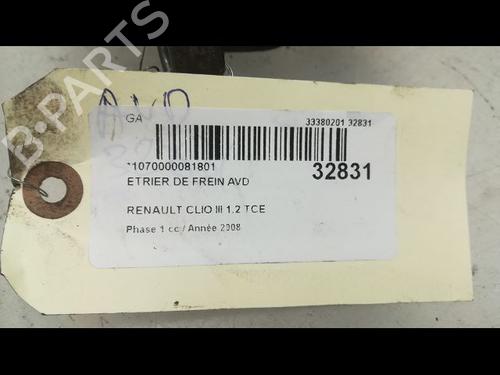 AVD
GA
33380201 32831
*1070000081801
32831
ETRIER DE FREIN AVD
RENAULT CLIO III 1.2 TCE
Phase 1 cc / Année 2008
B-PARTS